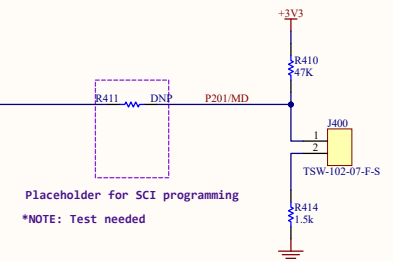 +3V3
R410
47K
R411 DNP P201/MD
J400
1
2
TSW-102-07-F-S
Placeholder for SCI programming
*NOTE: Test needed
R414
1.5k